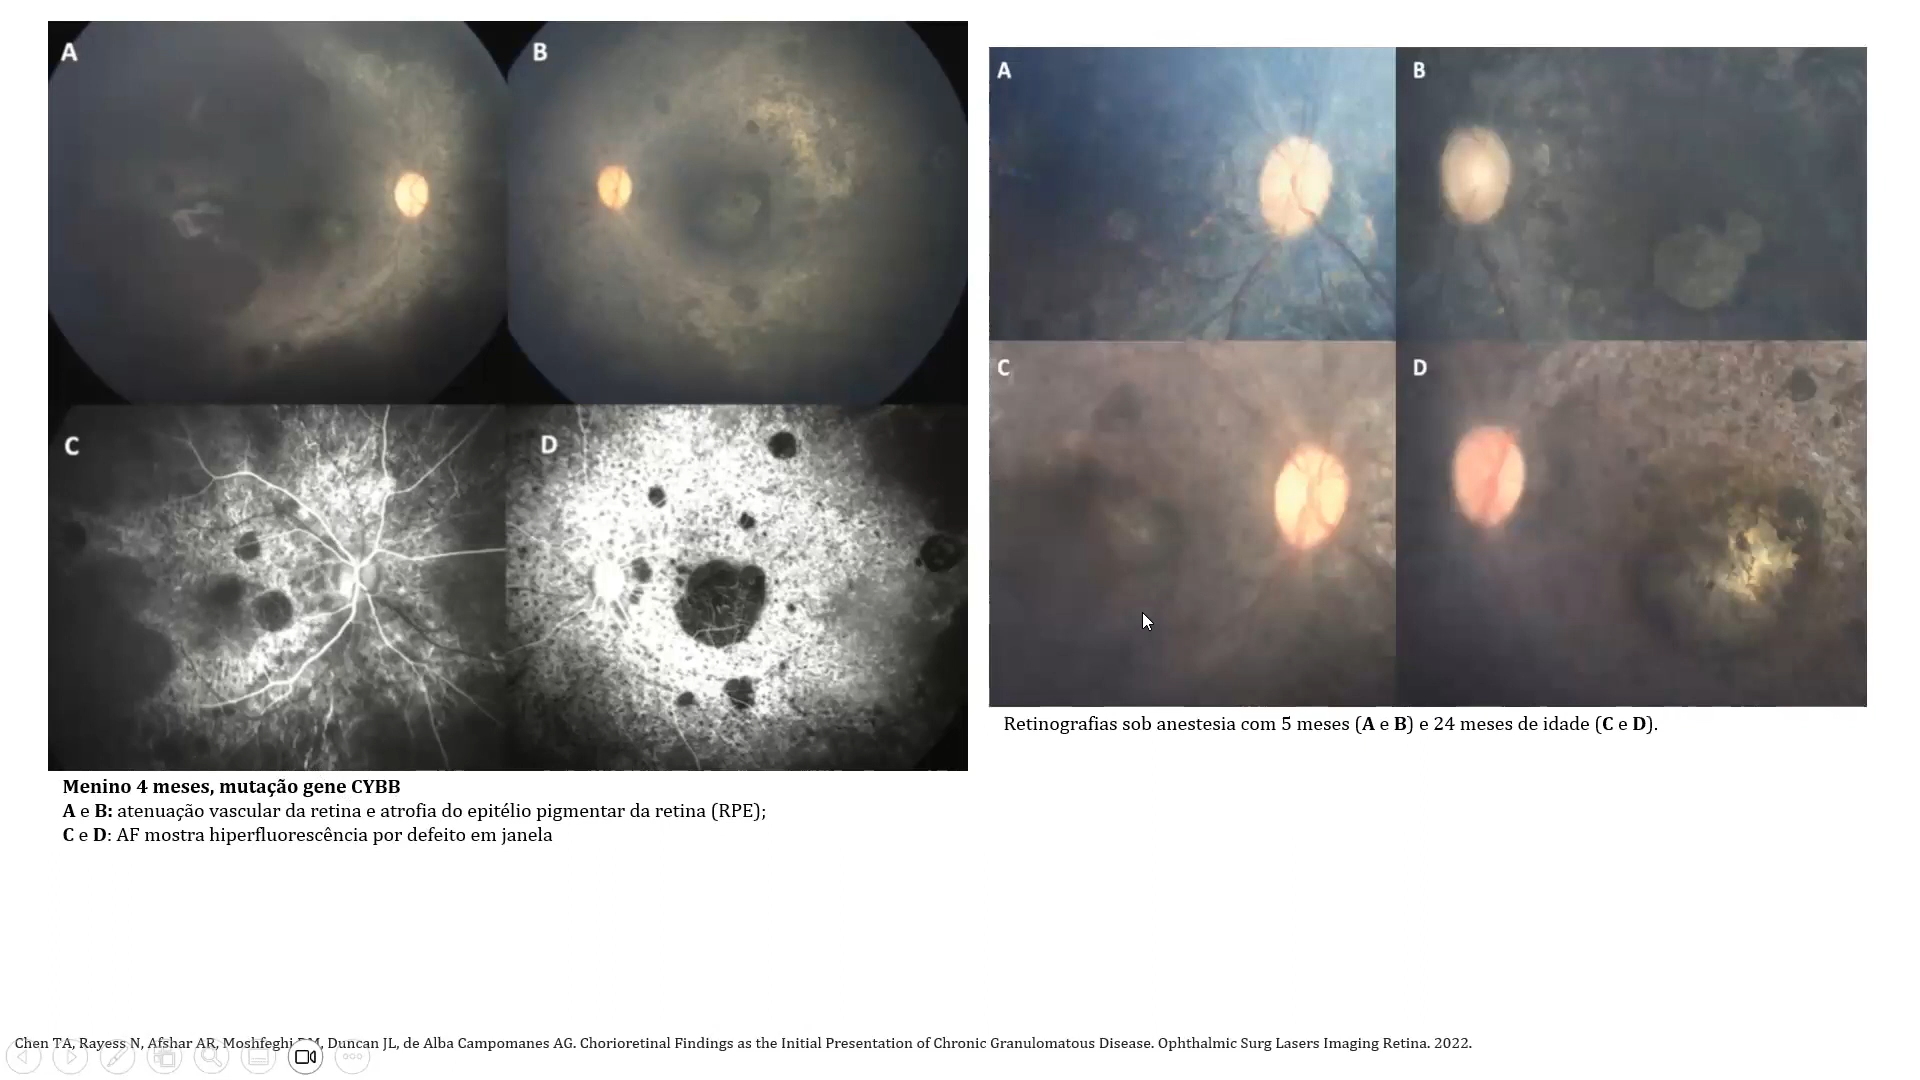 A
B
C
D
Menino 4 meses, mutação gene CYBB
A e B: atenuação vascular da retina e atrofia do epitélio pigmentar da retina (RPE);
C e D: AF mostra hiperfluorescência por defeito em janela
A
B
C
D
Retinografias sob anestesia com 5 meses (A e B) e 24 meses de idade (C e D).
Chen TA, Rayess N, Afshar AR, Moshfeghi DM, Duncan JL, de Alba Campomanes AG. Chorioretinal Findings as the Initial Presentation of Chronic Granulomatous Disease. Ophthalmic Surg Lasers Imaging Retina. 2022.